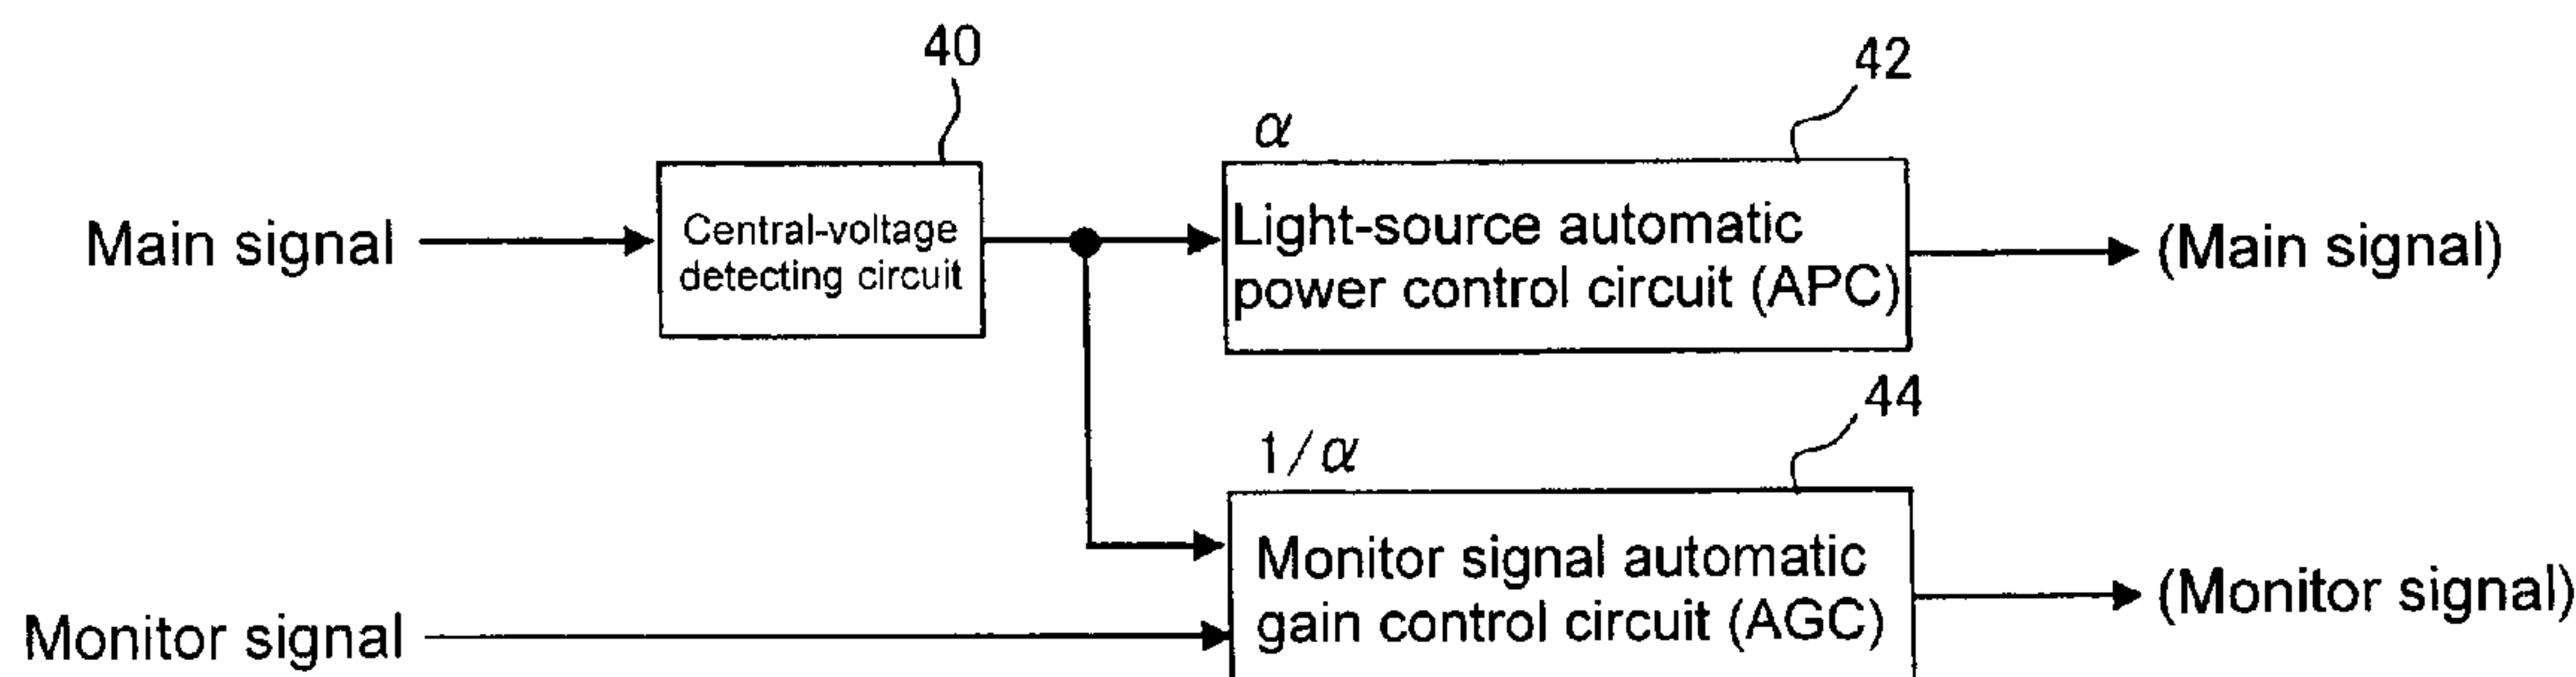 40
42
α
Main signal
Central-voltage
detecting circuit
Light-source automatic
power control circuit (APC)
(Main signal)
44
1/α
Monitor signal automatic
gain control circuit (AGC)
Monitor signal
(Monitor signal)